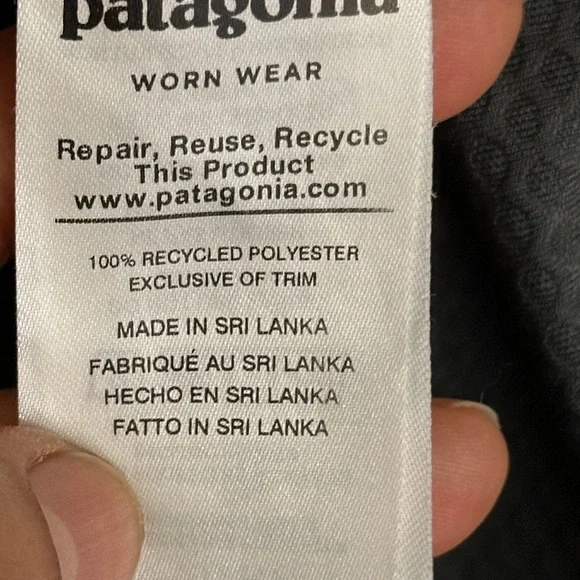 patagonia
WORN WEAR
Repair, Reuse, Recycle
This Product
www.patagonia.com
100% RECYCLED POLYESTER
EXCLUSIVE OF TRIM
MADE IN SRI LANKA
FABRIQUÉ AU SRI LANKA
HECHO EN SRI LANKA
FATTO IN SRI LANKA